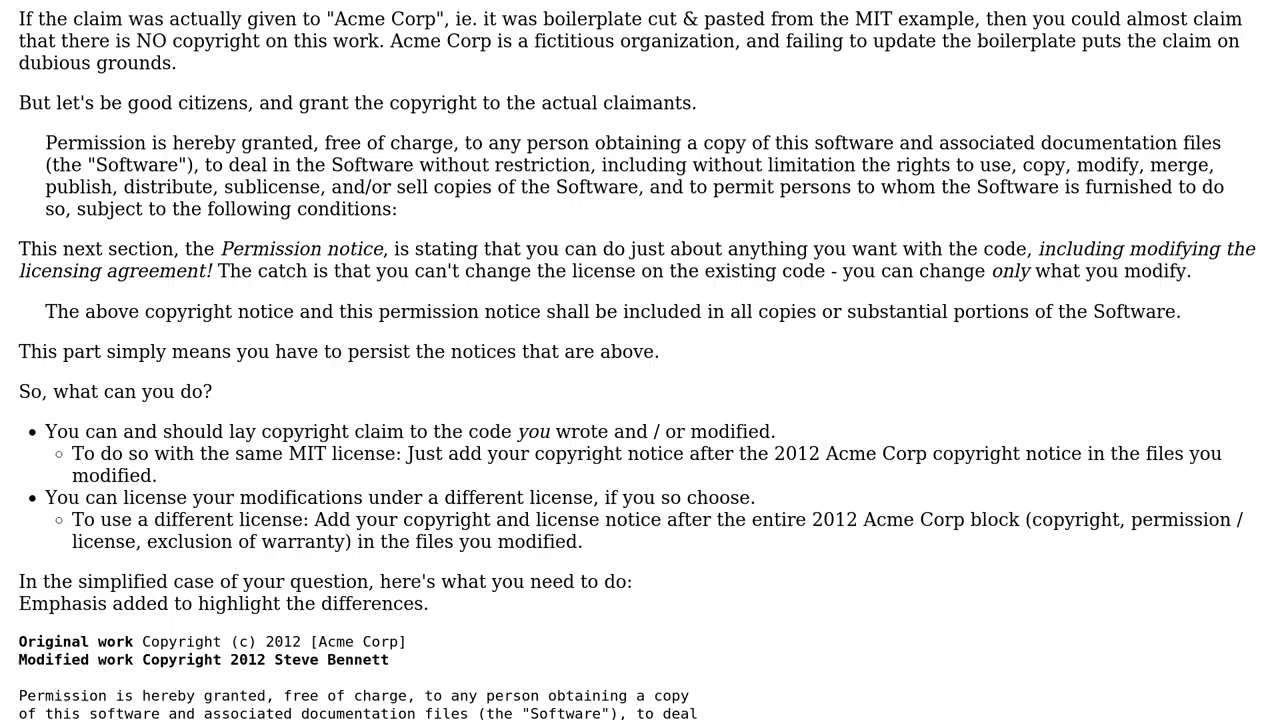 If the claim was actually given to "Acme Corp", ie. it was boilerplate cut & pasted from the MIT example, then you could almost claim
that there is NO copyright on this work. Acme Corp is a fictitious organization, and failing to update the boilerplate puts the claim on
dubious grounds.
But let's be good citizens, and grant the copyright to the actual claimants.
Permission is hereby granted, free of charge, to any person obtaining a copy of this software and associated documentation files
(the "Software"), to deal in the Software without restriction, including without limitation the rights to use, copy, modify, merge,
publish, distribute, sublicense, and/or sell copies of the Software, and to permit persons to whom the Software is furnished to do
so, subject to the following conditions:
This next section, the Permission notice, is stating that you can do just about anything you want with the code, including modifying the
licensing agreement! The catch is that you can't change the license on the existing code - you can change only what you modify.
The above copyright notice and this permission notice shall be included in all copies or substantial portions of the Software.
This part simply means you have to persist the notices that are above.
So, what can you do?
• You can and should lay copyright claim to the code you wrote and / or modified.
◦ To do so with the same MIT license: Just add your copyright notice after the 2012 Acme Corp copyright notice in the files you
modified.
• You can license your modifications under a different license, if you so choose.
◦ To use a different license: Add your copyright and license notice after the entire 2012 Acme Corp block (copyright, permission /
license, exclusion of warranty) in the files you modified.
In the simplified case of your question, here's what you need to do:
Emphasis added to highlight the differences.
Original work Copyright (c) 2012 [Acme Corp]
Modified work Copyright 2012 Steve Bennett
Permission is hereby granted, free of charge, to any person obtaining a copy
of this software and associated documentation files (the "Software"), to deal